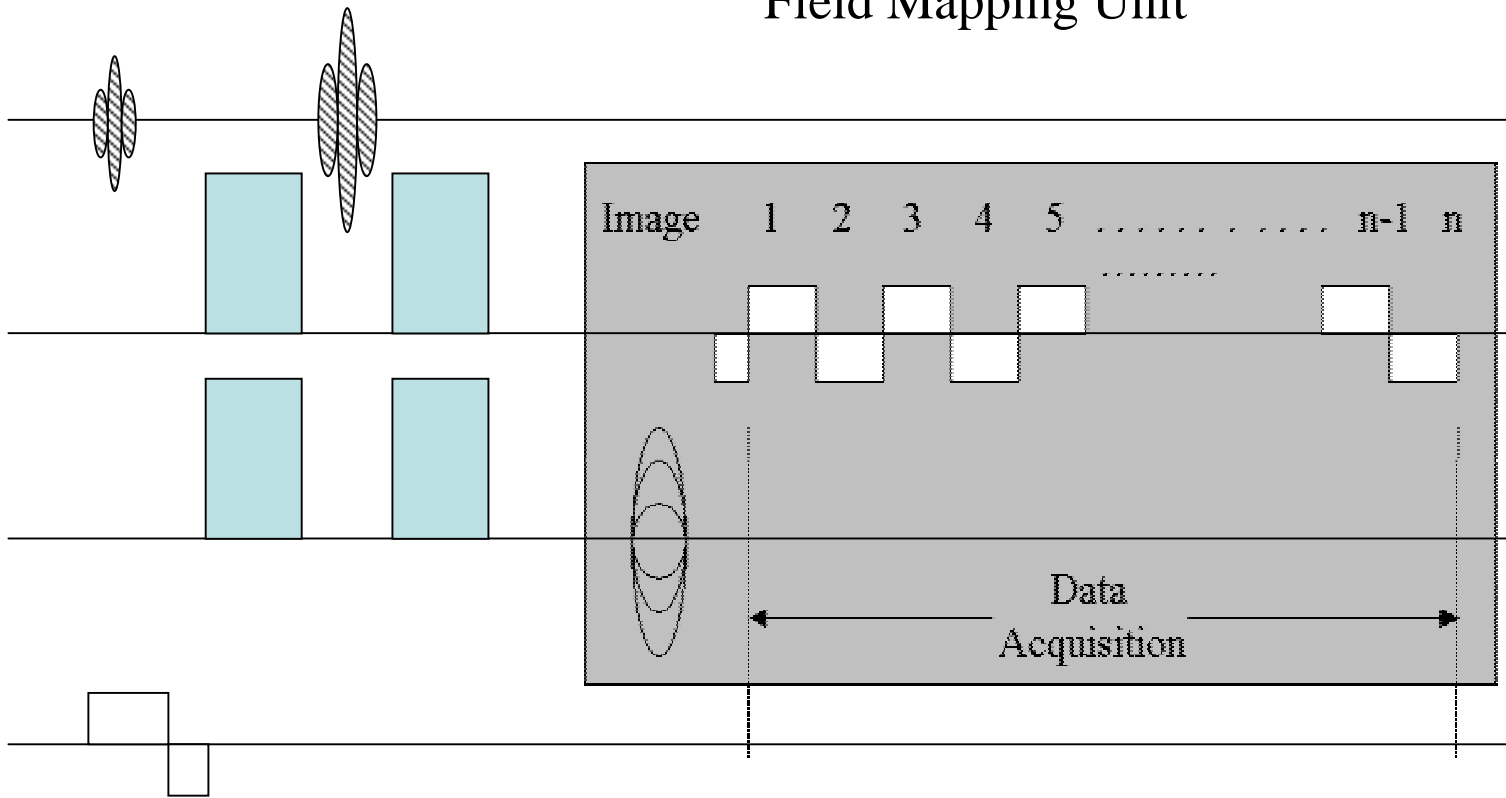 Field Mapping Unit
Image 1 2 3 4 5 ....... . .... n-1 n
.........
Data
Acquisition